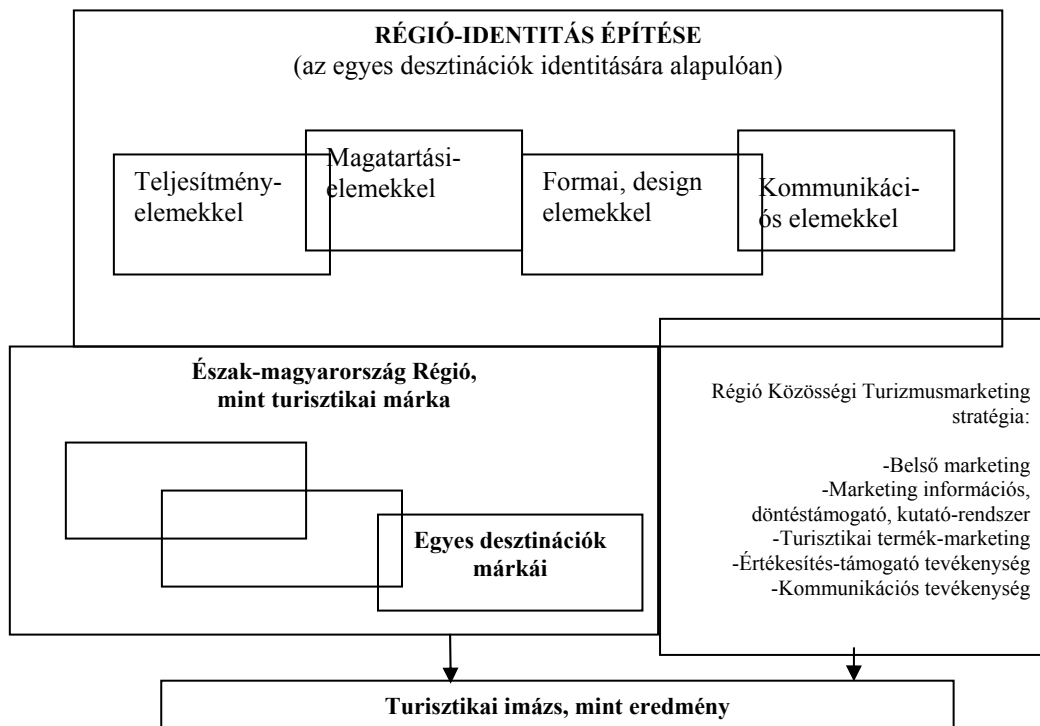 RÉGIÓ-IDENTITÁS ÉPÍTÉSE
(az egyes desztinációk identitására alapulóan)
Teljesítmény-
elemekkel
Magatartási-
elemekkel
Formai, design
elemekkel
Kommunikáci-
ós elemekkel
Észak-magyarország Régió,
mint turisztikai márka
Egyes desztinációk
márkái
Régió Közösségi Turizmusmarketing
stratégia:
-Belső marketing
-Marketing információs,
döntéstámogató, kutató-rendszer
-Turisztikai termék-marketing
-Értékesítés-támogató tevékenység
-Kommunikációs tevékenység
Turisztikai imázs, mint eredmény